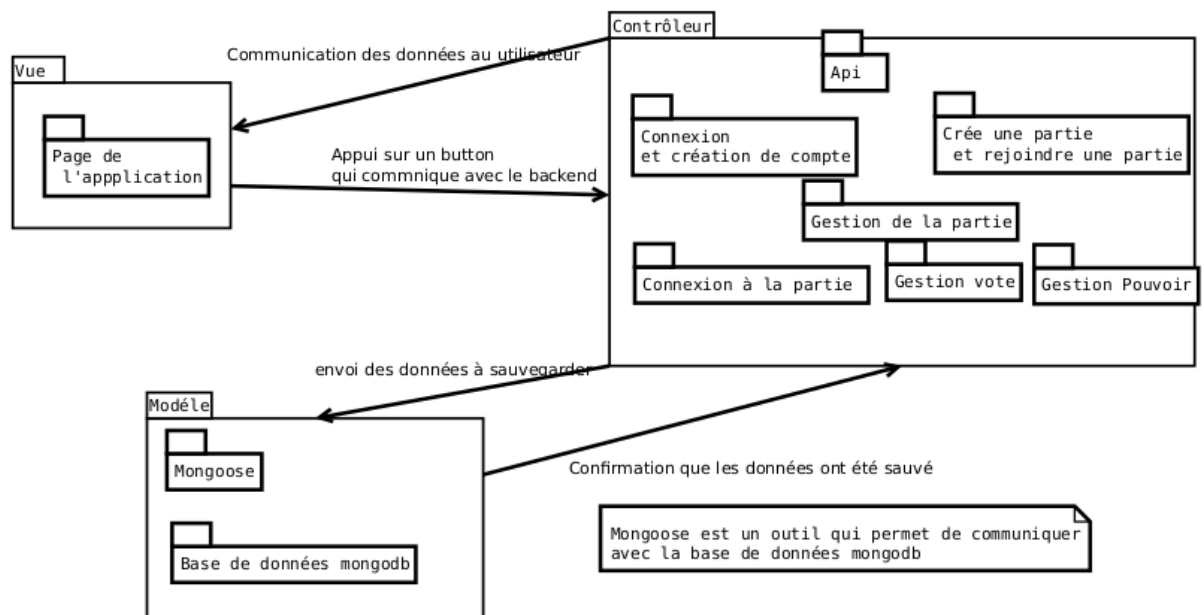 Contrôleur
Communication des données au utilisateur
Api
Vue
Connexion
et création de compte
Crée une partie
et rejoindre une partie
Page de
l'appplication
Appui sur un button
qui commnique avec le backend
Gestion de la partie
Connexion à la partie
Gestion vote
Gestion Pouvoir
envoi des données à sauvegarder
Modéle
Mongoose
Confirmation que les données ont été sauvé
Base de données mongodb
Mongoose est un outil qui permet de communiquer
avec la base de données mongodb